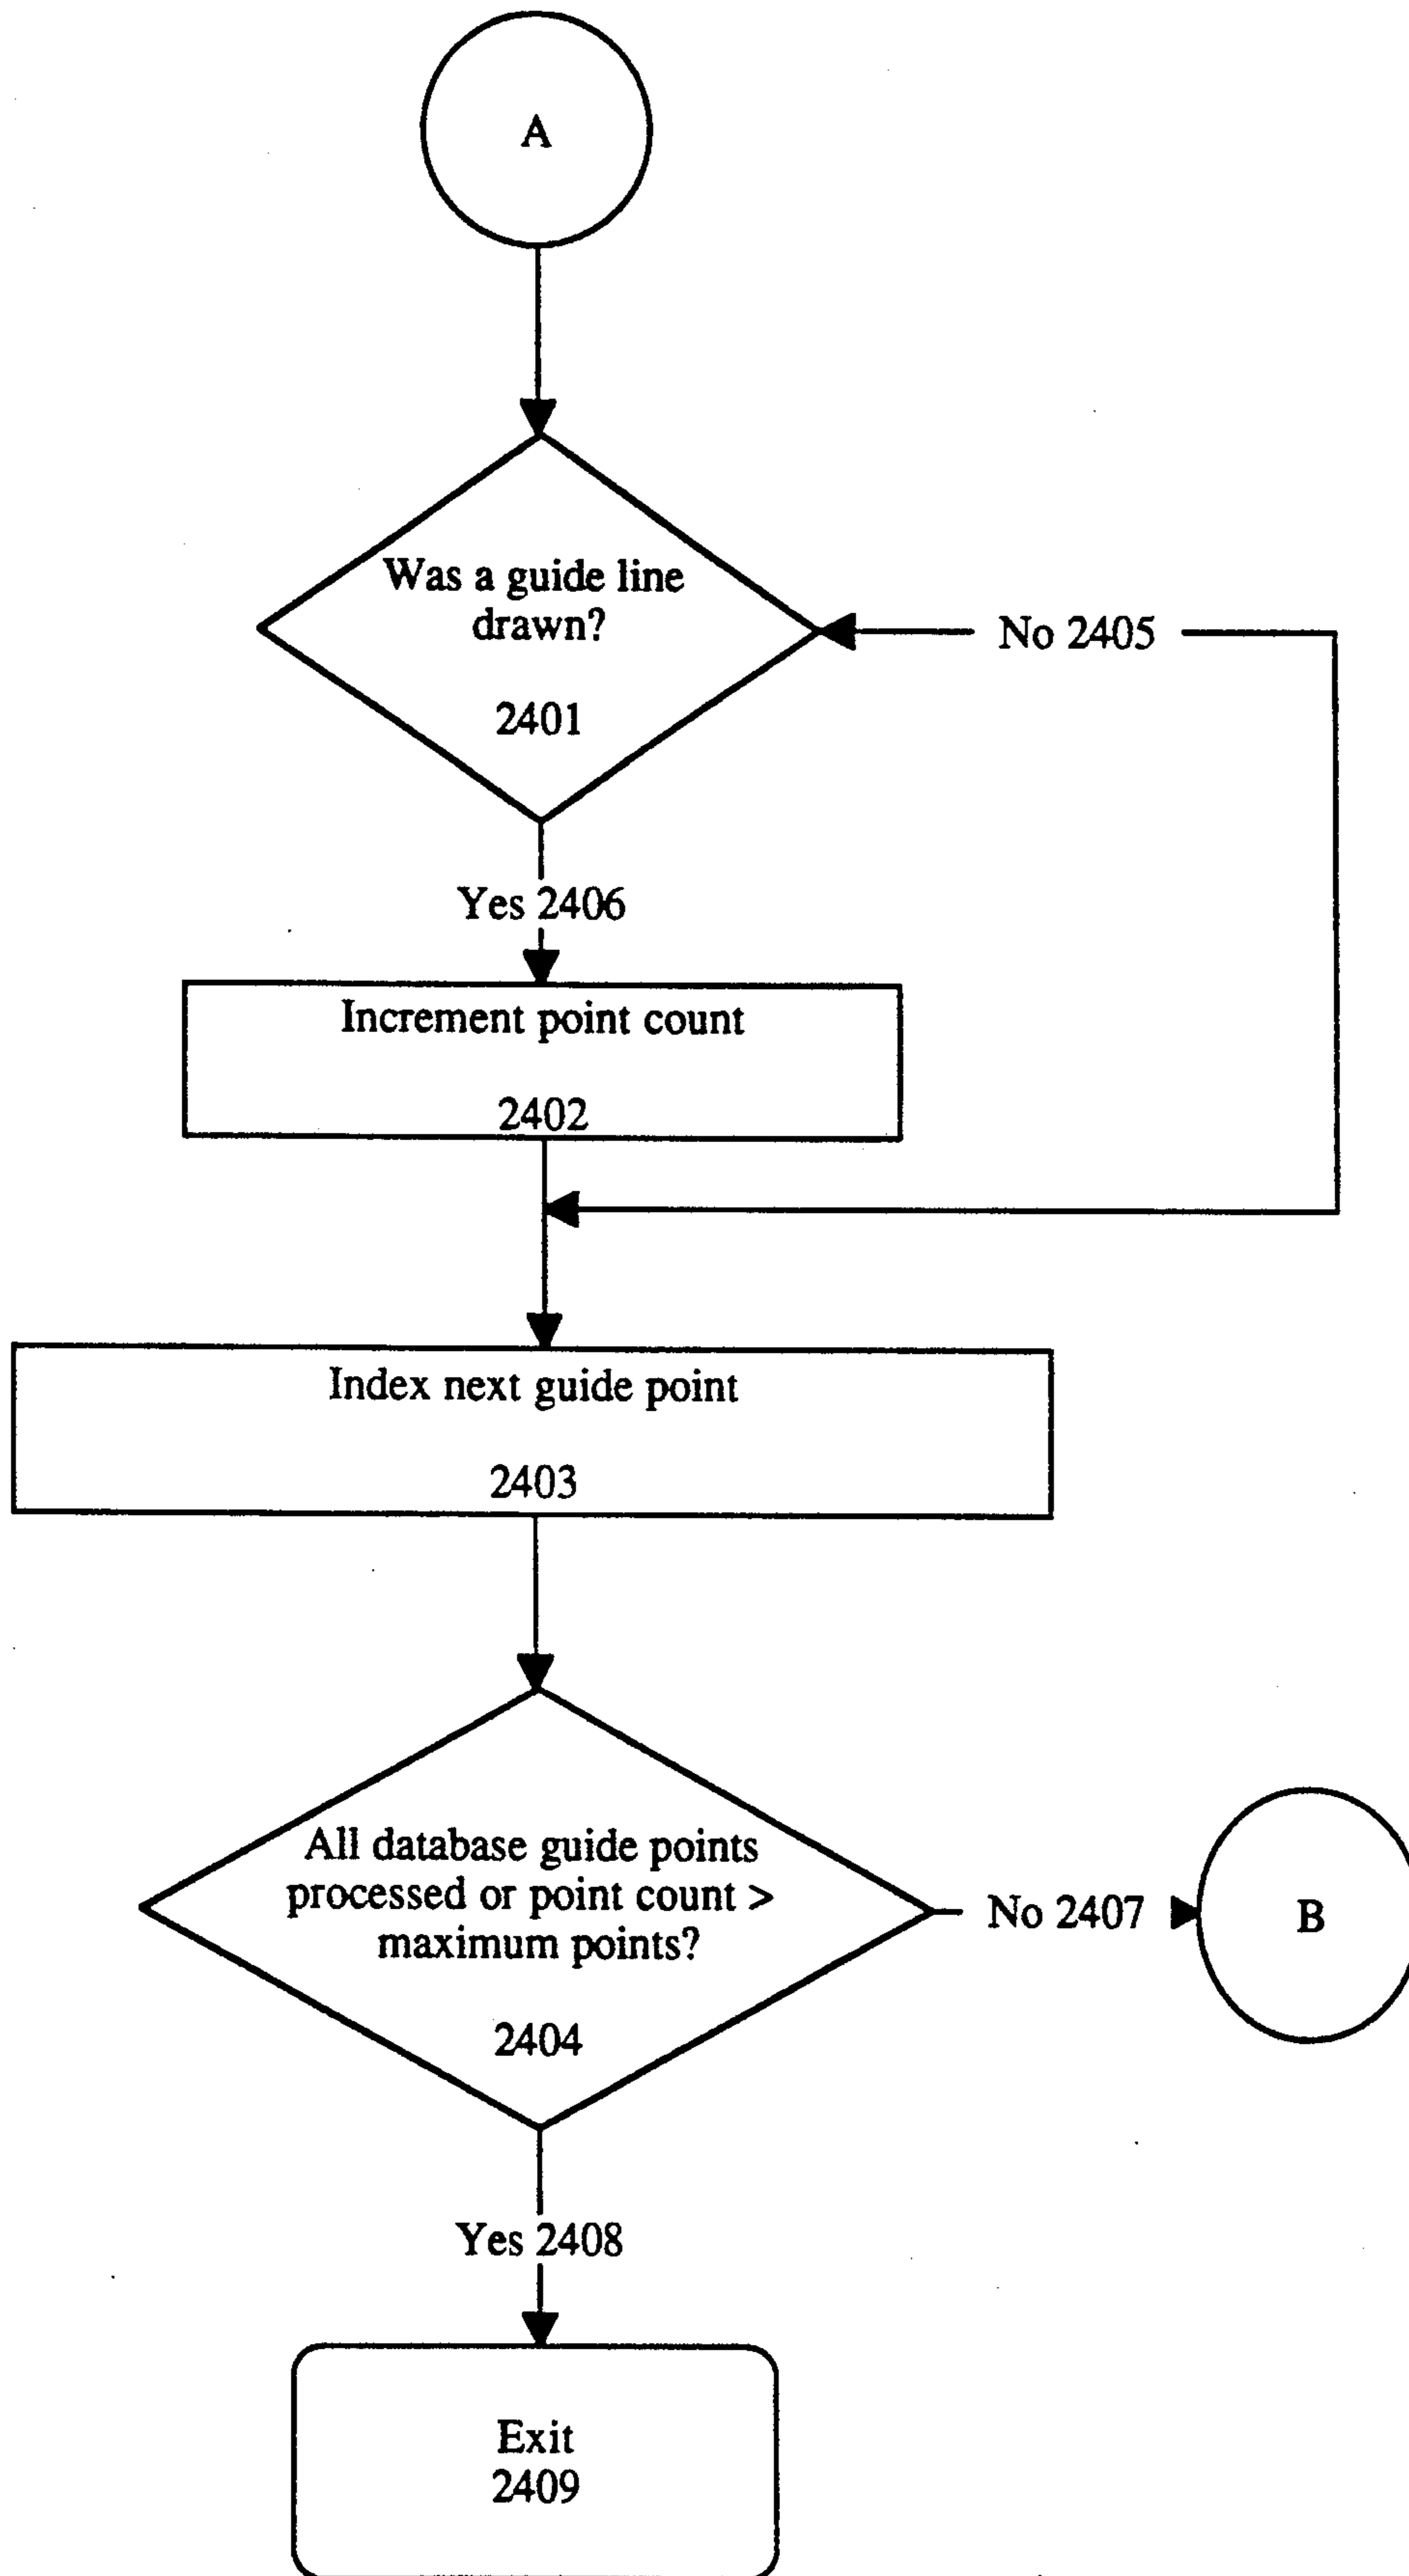 A
Was a guide line
drawn?
2401
No 2405
Yes 2406
Increment point count
2402
Index next guide point
2403
All database guide points
processed or point count >
maximum points?
2404
No 2407
B
Yes 2408
Exit
2409